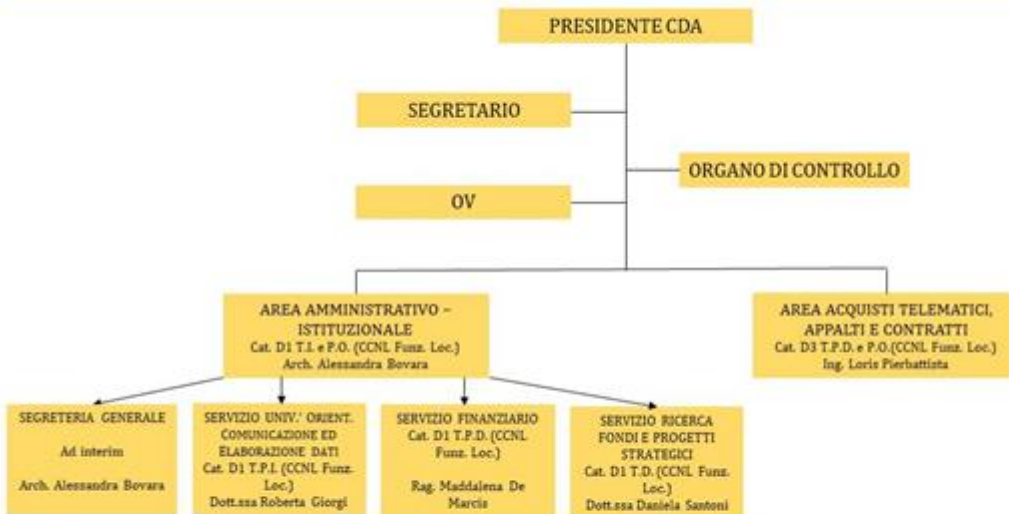 PRESIDENTE CDA
SEGRETARIO
ORGANO DI CONTROLLO
OV
AREA AMMINISTRATIVO –
ISTITUZIONALE
Cat. D1 T.I. e P.O. (CCNL Funz. Loc.)
Arch. Alessandra Bovara
AREA ACQUISTI TELEMATICI,
APPALTI E CONTRATTI
Cat. D3 T.P.D. e P.O.(CCNL Funz. Loc.)
Ing. Loris Pierbattista
SEGRETERIA GENERALE
Ad interim
Arch. Alessandra Bovara
SERVIZIO UNIV.' ORIENT.
COMUNICAZIONE ED
ELABORAZIONE DATI
Cat. D1 T.P.I. (CCNL Funz.
Loc.)
Dott.ssa Roberta Giorgi
SERVIZIO FINANZIARIO
Cat. D1 T.P.D. (CCNL
Funz. Loc.)
Rag. Maddalena De
Marcis
SERVIZIO RICERCA
FONDI E PROGETTI
STRATEGICI
Cat. D1 T.D. (CCNL Funz.
Loc.)
Dott.ssa Daniela Santoni